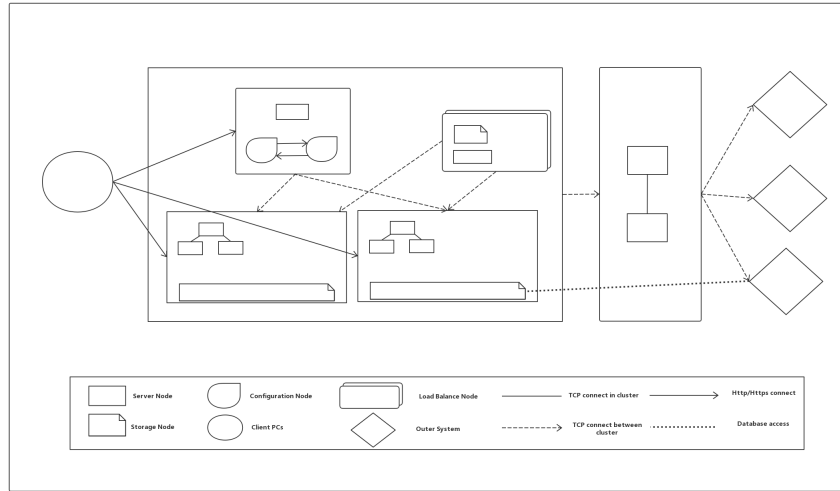 Server Node
Configuration Node
Load Balance Node
TCP connect in cluster
Http/Https connect
Storage Node
Client PCs
Outer System
TCP connect between
cluster
Database access